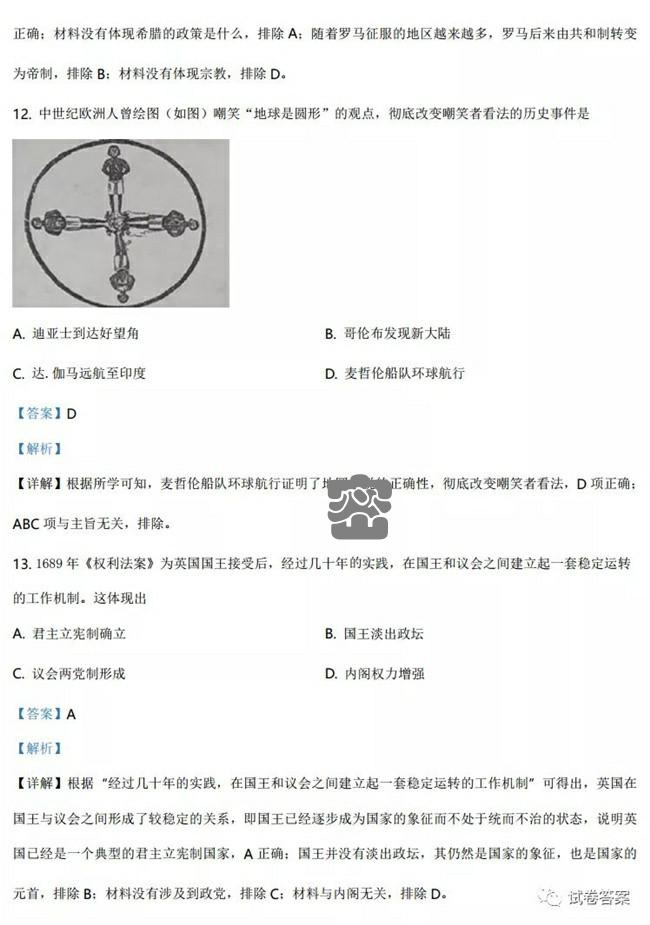 正确；材料没有体现希腊的政策是什么，排除 A；随着罗马征服的地区越来越多，罗马后来由共和制转变
为帝制，排除 B；材料没有体现宗教，排除 D。
12. 中世纪欧洲人曾绘图（如图）嘲笑“地球是圆形”的观点，彻底改变嘲笑者看法的历史事件是
A. 迪亚士到达好望角
B. 哥伦布发现新大陆
C. 达.伽马远航至印度
D. 麦哲伦船队环球航行
【答案】D
【解析】
【详解】根据所学可知，麦哲伦船队环球航行证明了地 正确性，彻底改变嘲笑者看法，D 项正确；
ABC 项与主旨无关，排除。
13. 1689 年《权利法案》为英国国王接受后，经过几十年的实践，在国王和议会之间建立起一套稳定运转
的工作机制。这体现出
A. 君主立宪制确立
B. 国王淡出政坛
C. 议会两党制形成
D. 内阁权力增强
【答案】A
【解析】
【详解】根据“经过几十年的实践，在国王和议会之间建立起一套稳定运转的工作机制”可得出，英国在
国王与议会之间形成了较稳定的关系，即国王已经逐步成为国家的象征而不处于统而不治的状态，说明英
国已经是一个典型的君主立宪制国家，A 正确；国王并没有淡出政坛，其仍然是国家的象征，也是国家的
元首，排除 B；材料没有涉及到政党，排除 C；材料与内阁无关，排除 D。
试卷答案